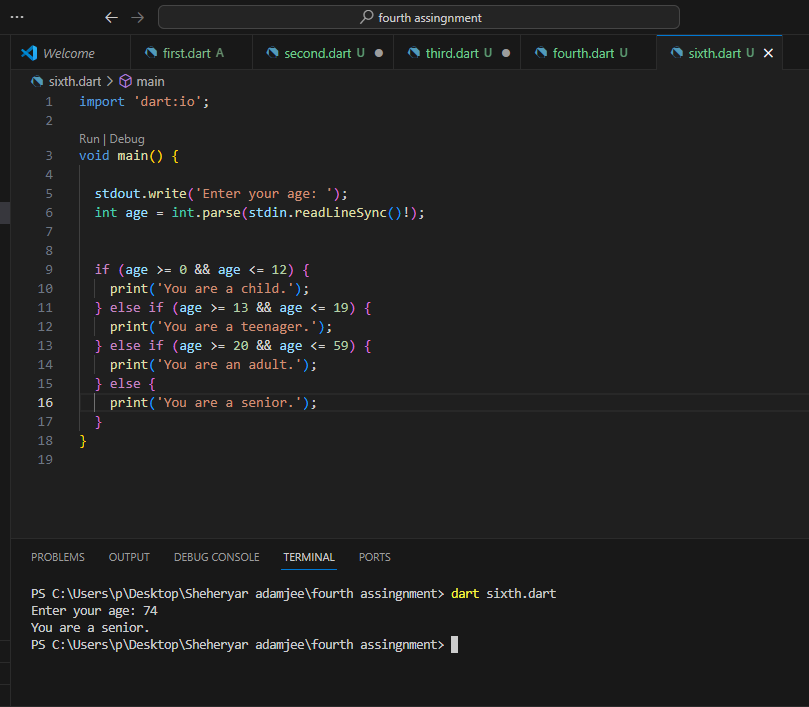 fourth assingnment
Welcome first.dart A second.dart U third.dart U fourth.dart U sixth.dart U
sixth.dart > main
1 import 'dart:io';
2
Run | Debug
3 void main() {
4
5 stdout.write('Enter your age: ');
6 int age = int.parse(stdin.readLineSync()!);
7
8
9 if (age >= 0 && age <= 12) {
10 print('You are a child.');
11 } else if (age >= 13 && age <= 19) {
12 print('You are a teenager.');
13 } else if (age >= 20 && age <= 59) {
14 print('You are an adult.');
15 } else {
16 print('You are a senior.');
17 }
18 }
19
PROBLEMS OUTPUT DEBUG CONSOLE TERMINAL PORTS
PS C:\Users\p\Desktop\Sheheryar adamjee\fourth assingnment> dart sixth.dart
Enter your age: 74
You are a senior.
PS C:\Users\p\Desktop\Sheheryar adamjee\fourth assingnment>